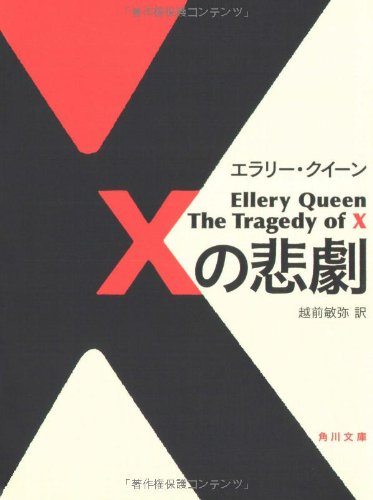 「著作権保護コンテンツ」
エラリー・クイーン
Ellery Queen
The Tragedy of X
Xの悲劇
越前敏弥 訳
角川文庫
「著作権保護コンテンツ」